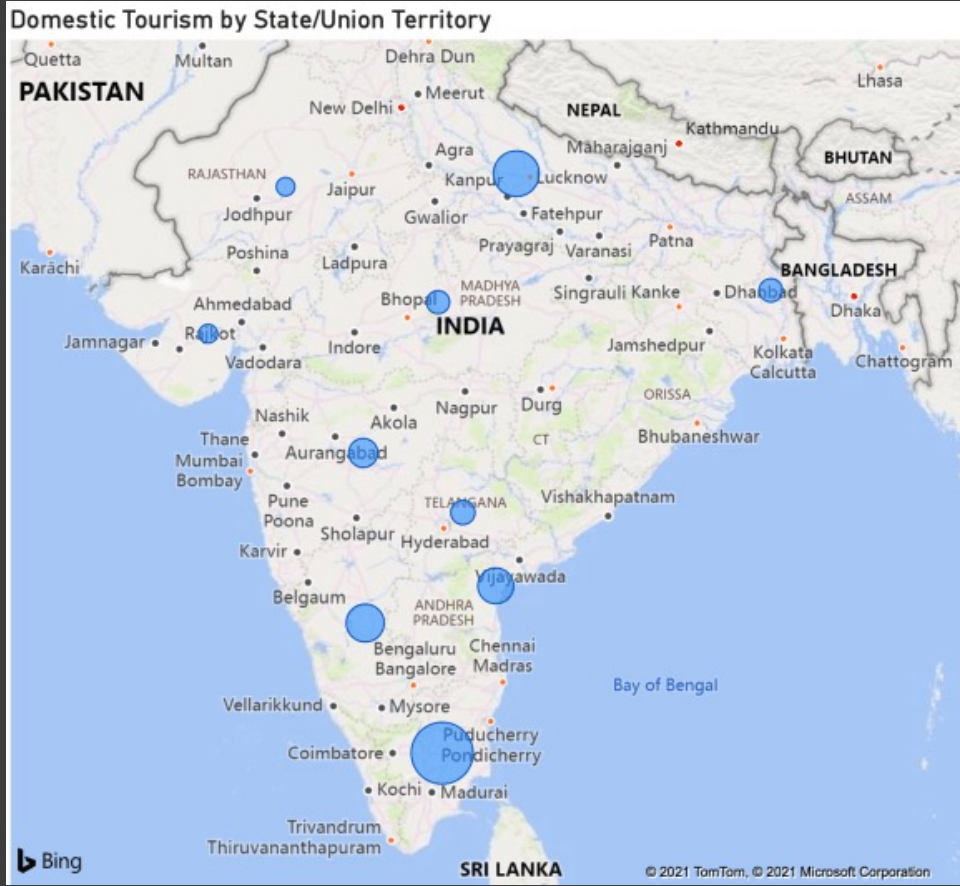 Domestic Tourism by State/Union Territory
Quetta
Multan
Dehra Dun
Lhasa
PAKISTAN
New Delhi
Meerut
NEPAL
Kathmandu
Agra
Maharajganj
BHUTAN
RAJASTHAN
Jaipur
Kanpur
Lucknow
ASSAM
Jodhpur
Gwalior
Fatehpur
Poshina
Ladpura
Prayagraj
Varanasi
Patna
Karachi
BANGLADESH
Ahmedabad
Bhopal
MADHYA
PRADESH
Singrauli
Kanke
Dhanbad
Dhaka
Jamnagar
Rajkot
INDIA
Vadodara
Indore
Jamshedpur
Kolkata
Calcutta
Chattogram
Nashik
Akola
Nagpur
Durg
ORISSA
Thane
Mumbai
Bombay
Aurangabad
CT
Bhubaneshwar
Pune
Poona
Sholapur
TELANGANA
Hyderabad
Vishakhapatnam
Karvir
Belgaum
Vijayawada
ANDHRA
PRADESH
Bengaluru
Bangalore
Chennai
Madras
Bay of Bengal
Vellarikkund
Mysore
Puducherry
Pondicherry
Coimbatore
Kochi
Madurai
Trivandrum
Thiruvananthapuram
SRI LANKA
Bing
© 2021 TomTom, © 2021 Microsoft Corporation